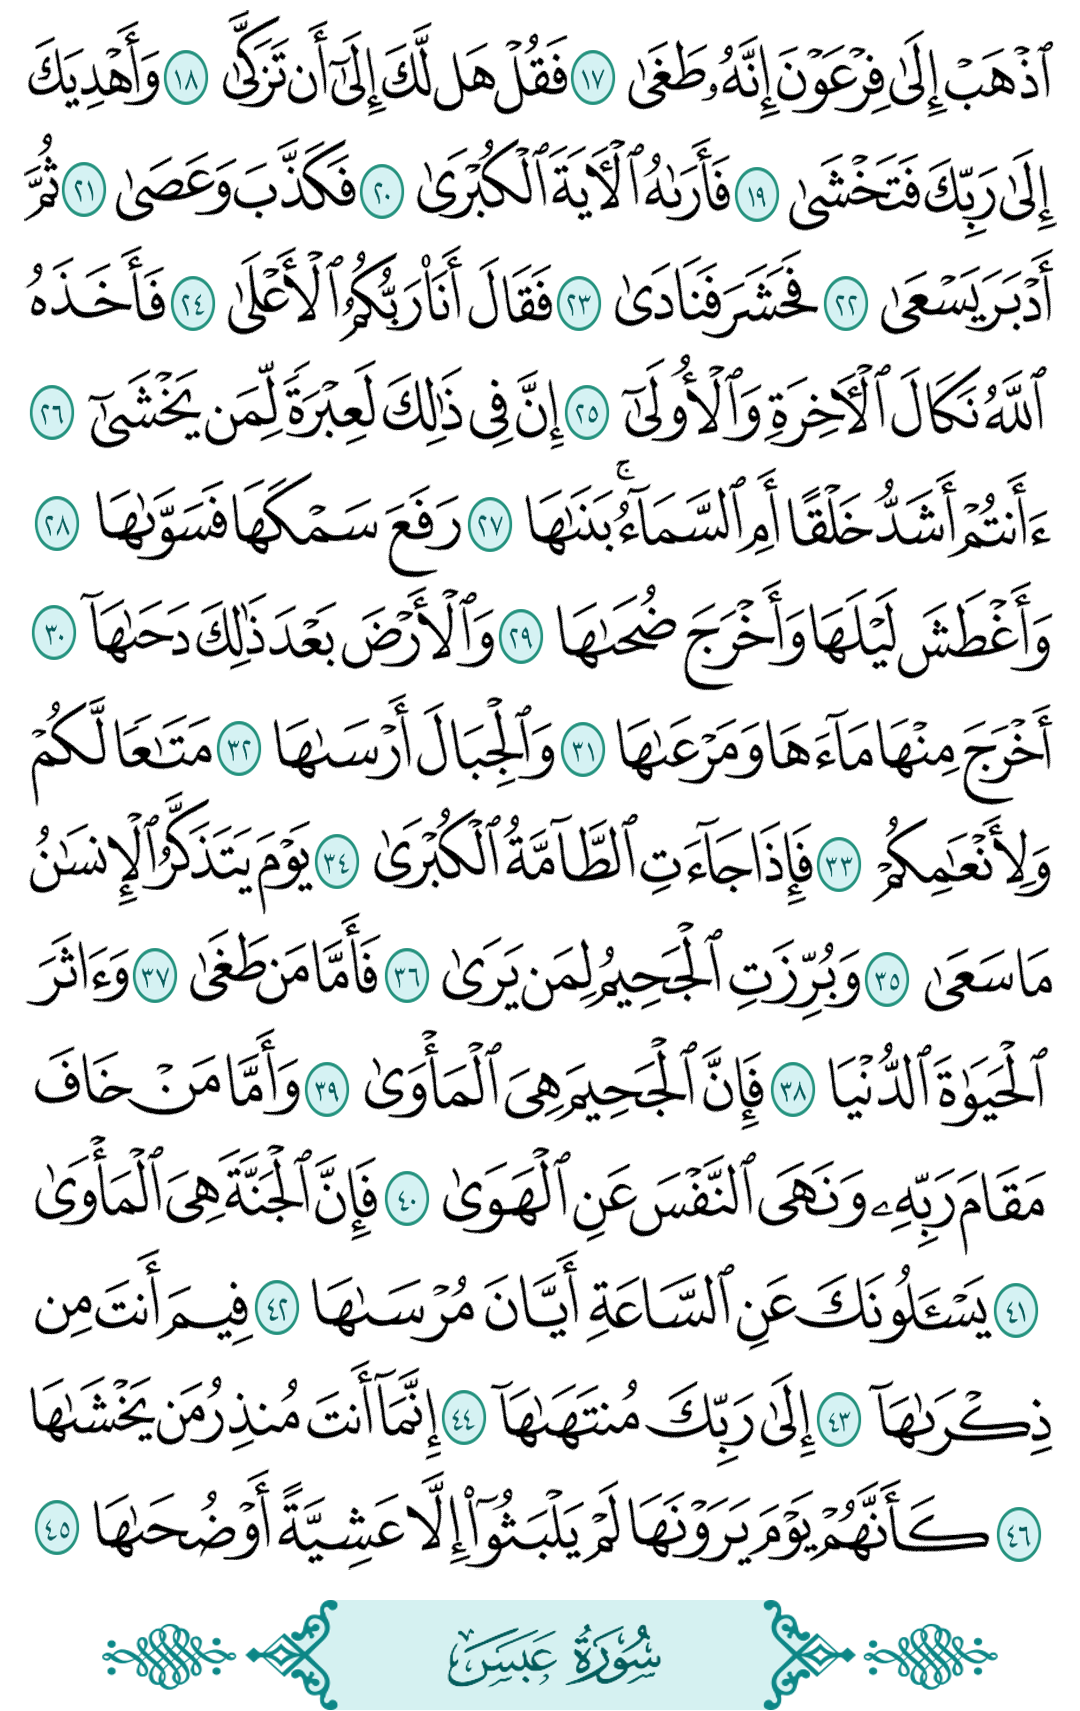 ٱذۡهَبۡ إِلَىٰ فِرۡعَوۡنَ إِنَّهُۥ طَغَىٰ ١٧ فَقُلۡ هَل لَّكَ إِلَىٰٓ أَن تَزَكَّىٰ ١٨ وَأَهۡدِيَكَ
إِلَىٰ رَبِّكَ فَتَخۡشَىٰ ١٩ فَأَرَىٰهُ ٱلۡأٓيَةَ ٱلۡكُبۡرَىٰ ٢٠ فَكَذَّبَ وَعَصَىٰ ٢١ ثُمَّ
أَدۡبَرَ يَسۡعَىٰ ٢٢ فَحَشَرَ فَنَادَىٰ ٢٣ فَقَالَ أَنَا۠ رَبُّكُمُ ٱلۡأَعۡلَىٰ ٢٤ فَأَخَذَهُ
ٱللَّهُ نَكَالَ ٱلۡأٓخِرَةِ وَٱلۡأُولَىٰٓ ٢٥ إِنَّ فِي ذَٰلِكَ لَعِبۡرَةٗ لِّمَن يَخۡشَىٰٓ ٢٦
ءَأَنتُمۡ أَشَدُّ خَلۡقًا أَمِ ٱلسَّمَآءُۚ بَنَىٰهَا ٢٧ رَفَعَ سَمۡكَهَا فَسَوَّىٰهَا ٢٨
وَأَغۡطَشَ لَيۡلَهَا وَأَخۡرَجَ ضُحَىٰهَا ٢٩ وَٱلۡأَرۡضَ بَعۡدَ ذَٰلِكَ دَحَىٰهَآ ٣٠
أَخۡرَجَ مِنۡهَا مَآءَهَا وَمَرۡعَىٰهَا ٣١ وَٱلۡجِبَالَ أَرۡسَىٰهَا ٣٢ مَتَٰعٗا لَّكُمۡ
وَلِأَنۡعَٰمِكُمۡ ٣٣ فَإِذَا جَآءَتِ ٱلطَّآمَّةُ ٱلۡكُبۡرَىٰ ٣٤ يَوۡمَ يَتَذَكَّرُ ٱلۡإِنسَٰنُ
مَا سَعَىٰ ٣٥ وَبُرِّزَتِ ٱلۡجَحِيمُ لِمَن يَرَىٰ ٣٦ فَأَمَّا مَن طَغَىٰ ٣٧ وَءَاثَرَ
ٱلۡحَيَوٰةَ ٱلدُّنۡيَا ٣٨ فَإِنَّ ٱلۡجَحِيمَ هِيَ ٱلۡمَأۡوَىٰ ٣٩ وَأَمَّا مَنۡ خَافَ
مَقَامَ رَبِّهِۦ وَنَهَى ٱلنَّفۡسَ عَنِ ٱلۡهَوَىٰ ٤٠ فَإِنَّ ٱلۡجَنَّةَ هِيَ ٱلۡمَأۡوَىٰ
٤١ يَسۡـَٔلُونَكَ عَنِ ٱلسَّاعَةِ أَيَّانَ مُرۡسَىٰهَا ٤٢ فِيمَ أَنتَ مِن
ذِكۡرَىٰهَآ ٤٣ إِلَىٰ رَبِّكَ مُنتَهَىٰهَآ ٤٤ إِنَّمَآ أَنتَ مُنذِرُ مَن يَخۡشَىٰهَا
٤٦ كَأَنَّهُمۡ يَوۡمَ يَرَوۡنَهَا لَمۡ يَلۡبَثُوٓاْ إِلَّا عَشِيَّةً أَوۡ ضُحَىٰهَا ٤٥
سُورَةُ عَبَسَ